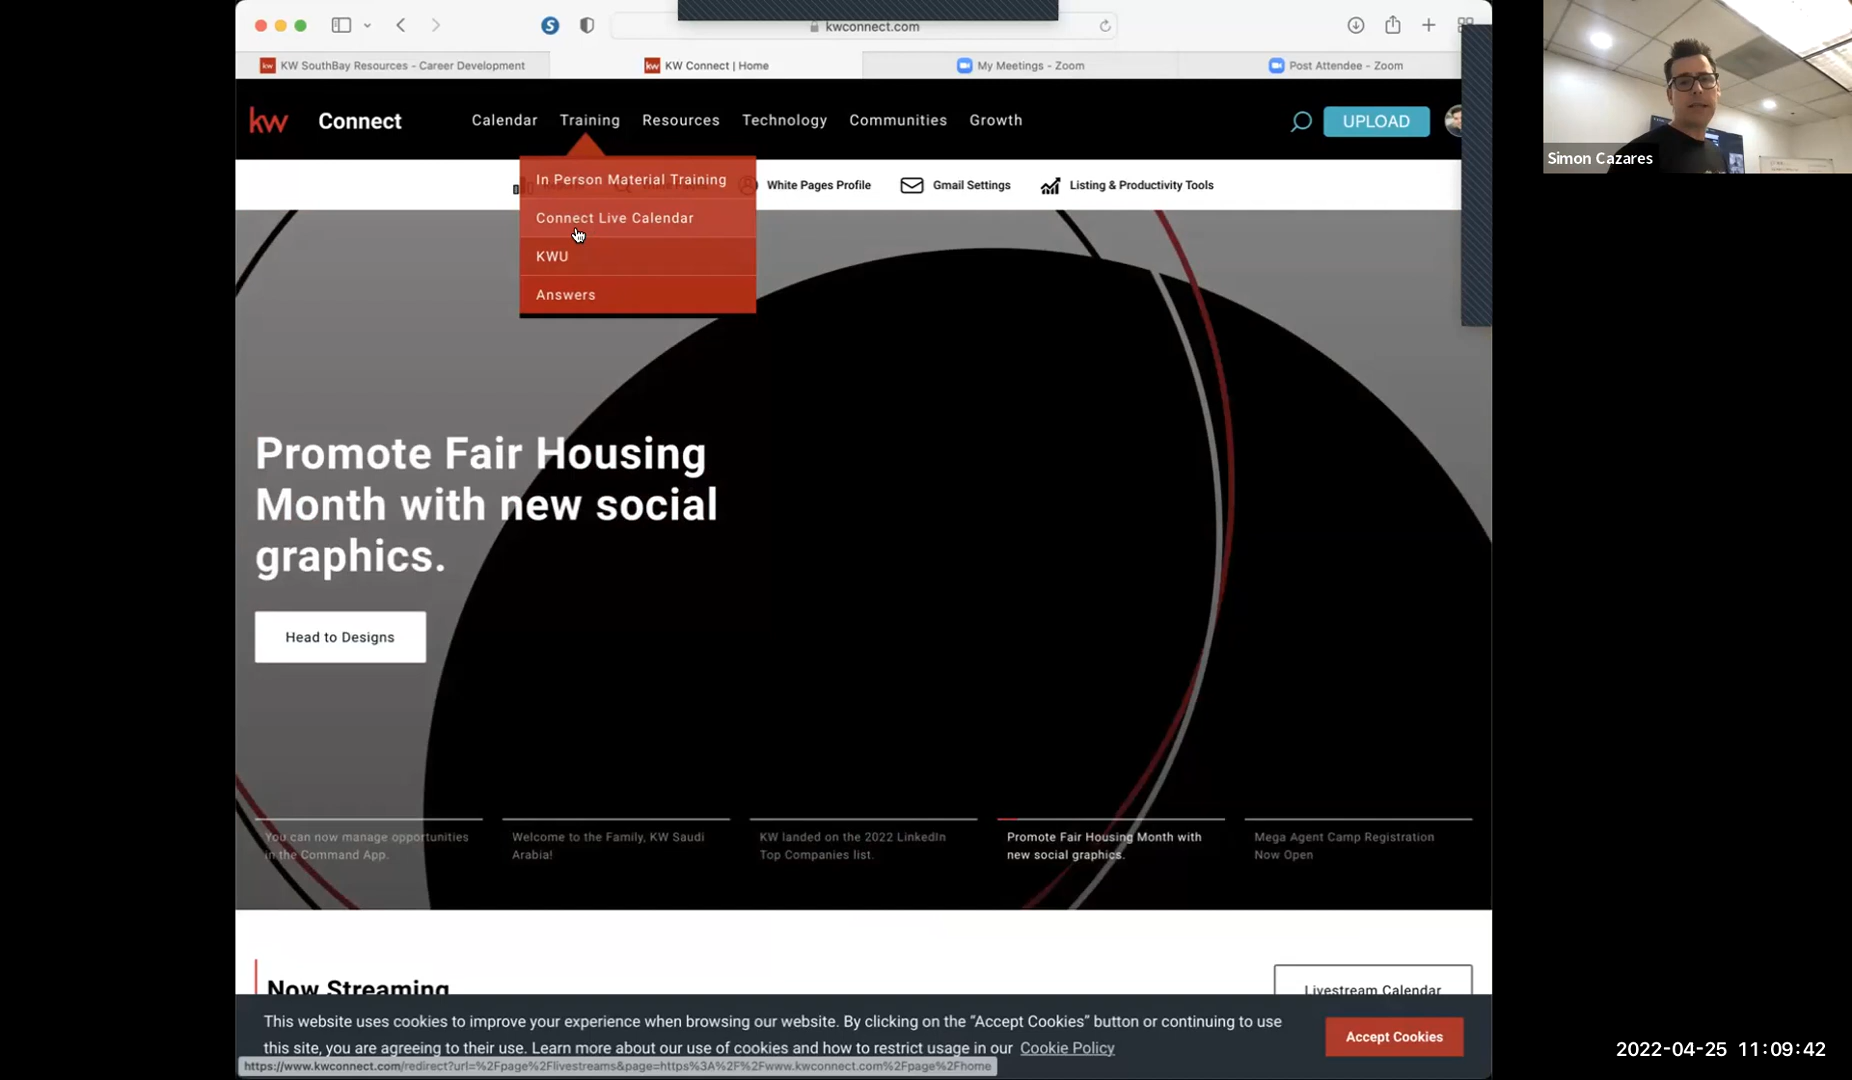 kwconnect.com
KW SouthBay Resources - Career Development
KW Connect | Home
My Meetings - Zoom
Post Attendee - Zoom
kw Connect
Calendar Training Resources Technology Communities Growth
UPLOAD
Simon Cazares
In Person Material Training
White Pages Profile
Gmail Settings
Listing & Productivity Tools
Connect Live Calendar
KWU
Answers
Promote Fair Housing
Month with new social
graphics.
Head to Designs
You can now manage opportunities
in the Command App.
Welcome to the Family, KW Saudi
Arabia!
KW landed on the 2022 LinkedIn
Top Companies list.
Promote Fair Housing Month with
new social graphics.
Mega Agent Camp Registration
Now Open
Now Streaming
Livestream Calendar
This website uses cookies to improve your experience when browsing our website. By clicking on the “Accept Cookies” button or continuing to use
this site, you are agreeing to their use. Learn more about our use of cookies and how to restrict usage in our Cookie Policy
Accept Cookies
https://www.kwconnect.com/redirect?url=%2Fpage%2Flivestreams&page=https%3A%2F%2Fwww.kwconnect.com%2Fpage%2Fhome
2022-04-25 11:09:42